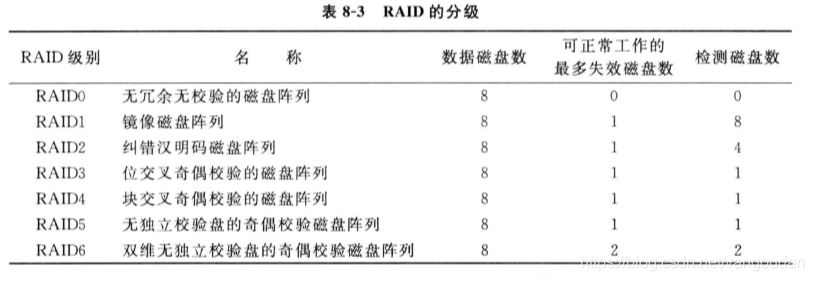 表 8-3 RAID 的分级
RAID 级别 名 称 数据磁盘数 可正常工作的最多失效磁盘数 检测磁盘数
RAID0 无冗余无校验的磁盘阵列 8 0 0
RAID1 镜像磁盘阵列 8 1 8
RAID2 纠错汉明码磁盘阵列 8 1 4
RAID3 位交叉奇偶校验的磁盘阵列 8 1 1
RAID4 块交叉奇偶校验的磁盘阵列 8 1 1
RAID5 无独立校验盘的奇偶校验磁盘阵列 8 1 1
RAID6 双维无独立校验盘的奇偶校验磁盘阵列 8 2 2
https://blog.csdn.net/yangoudan